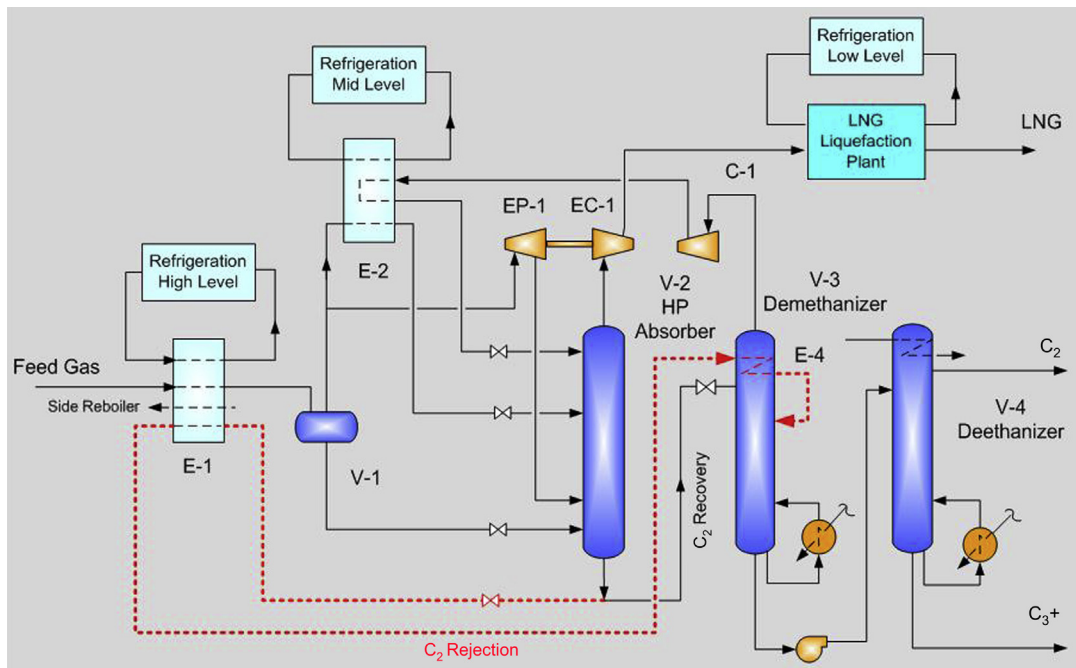 Refrigeration
Mid Level
Refrigeration
Low Level
LNG
Liquefaction
Plant
LNG
C-1
EP-1
EC-1
E-2
Refrigeration
High Level
V-2
HP
Absorber
V-3
Demethanizer
E-4
C₂
Feed Gas
Side Reboiler
E-1
V-1
V-4
Deethanizer
C₂ Recovery
C₃+
C₂ Rejection